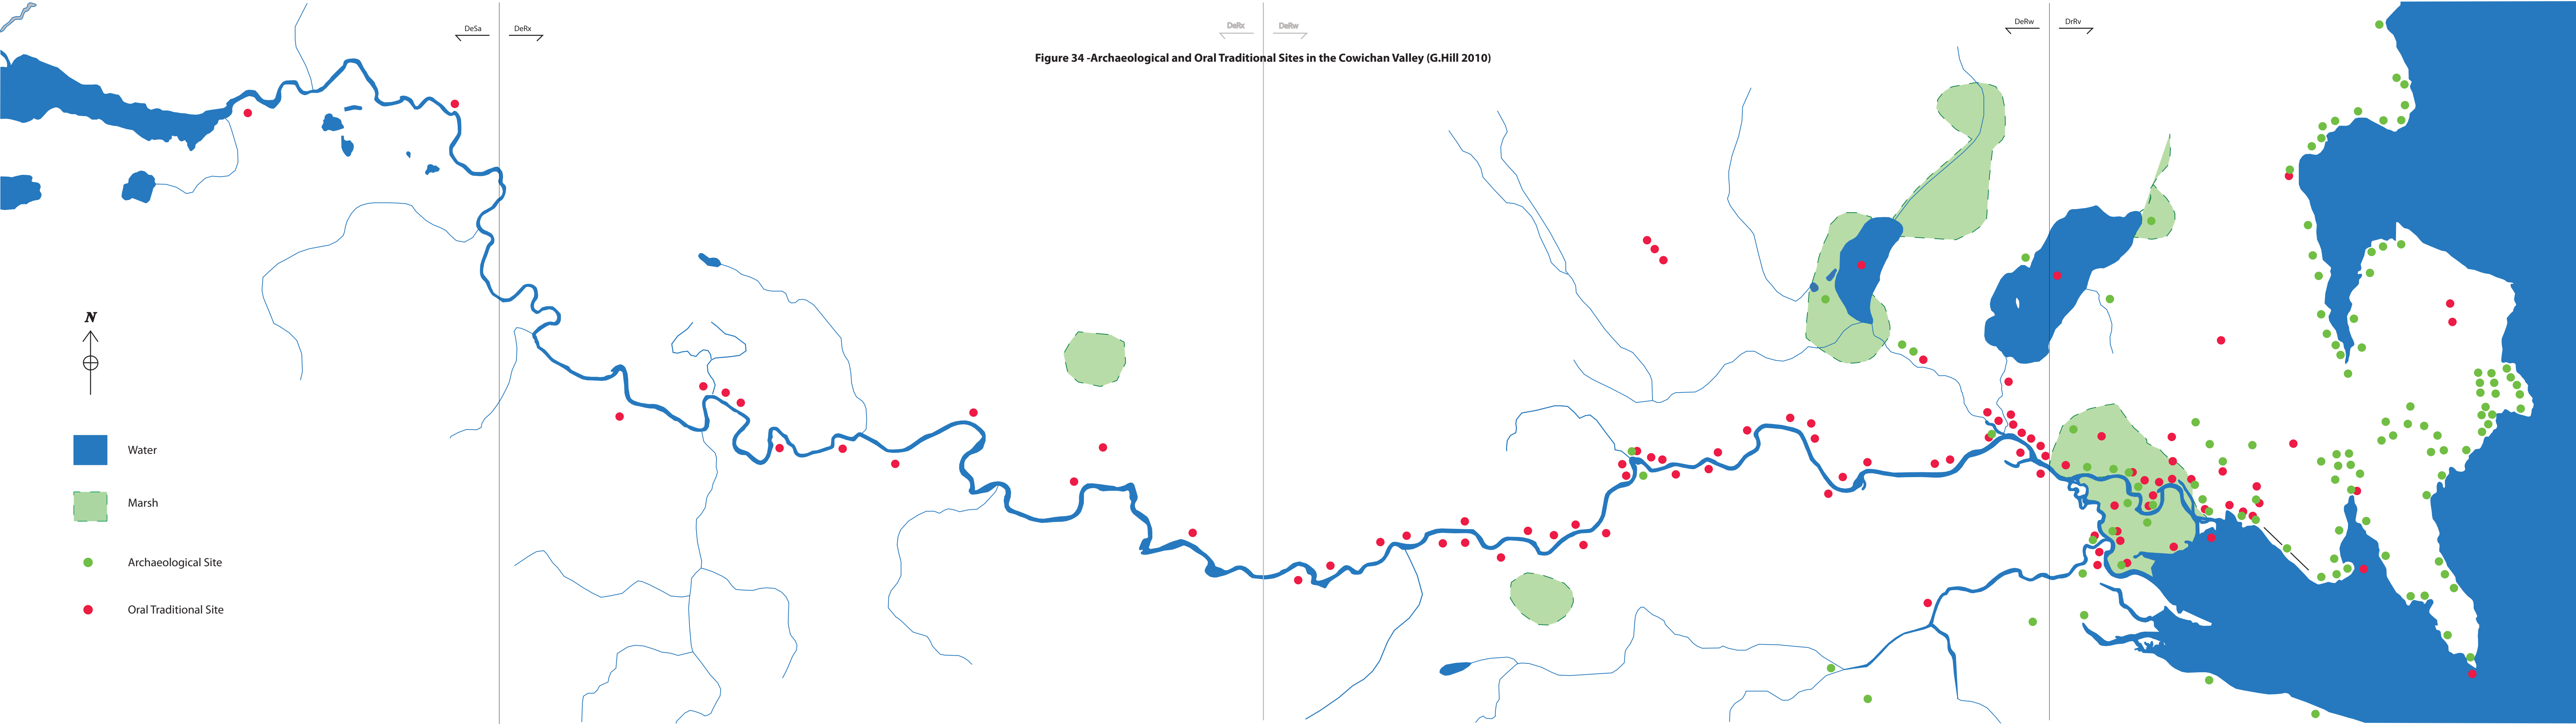 DeSa DeRx DeRx DeRw DeRw DrRv
Figure 34 -Archaeological and Oral Traditional Sites in the Cowichan Valley (G.Hill 2010)
N
Water
Marsh
Archaeological Site
Oral Traditional Site